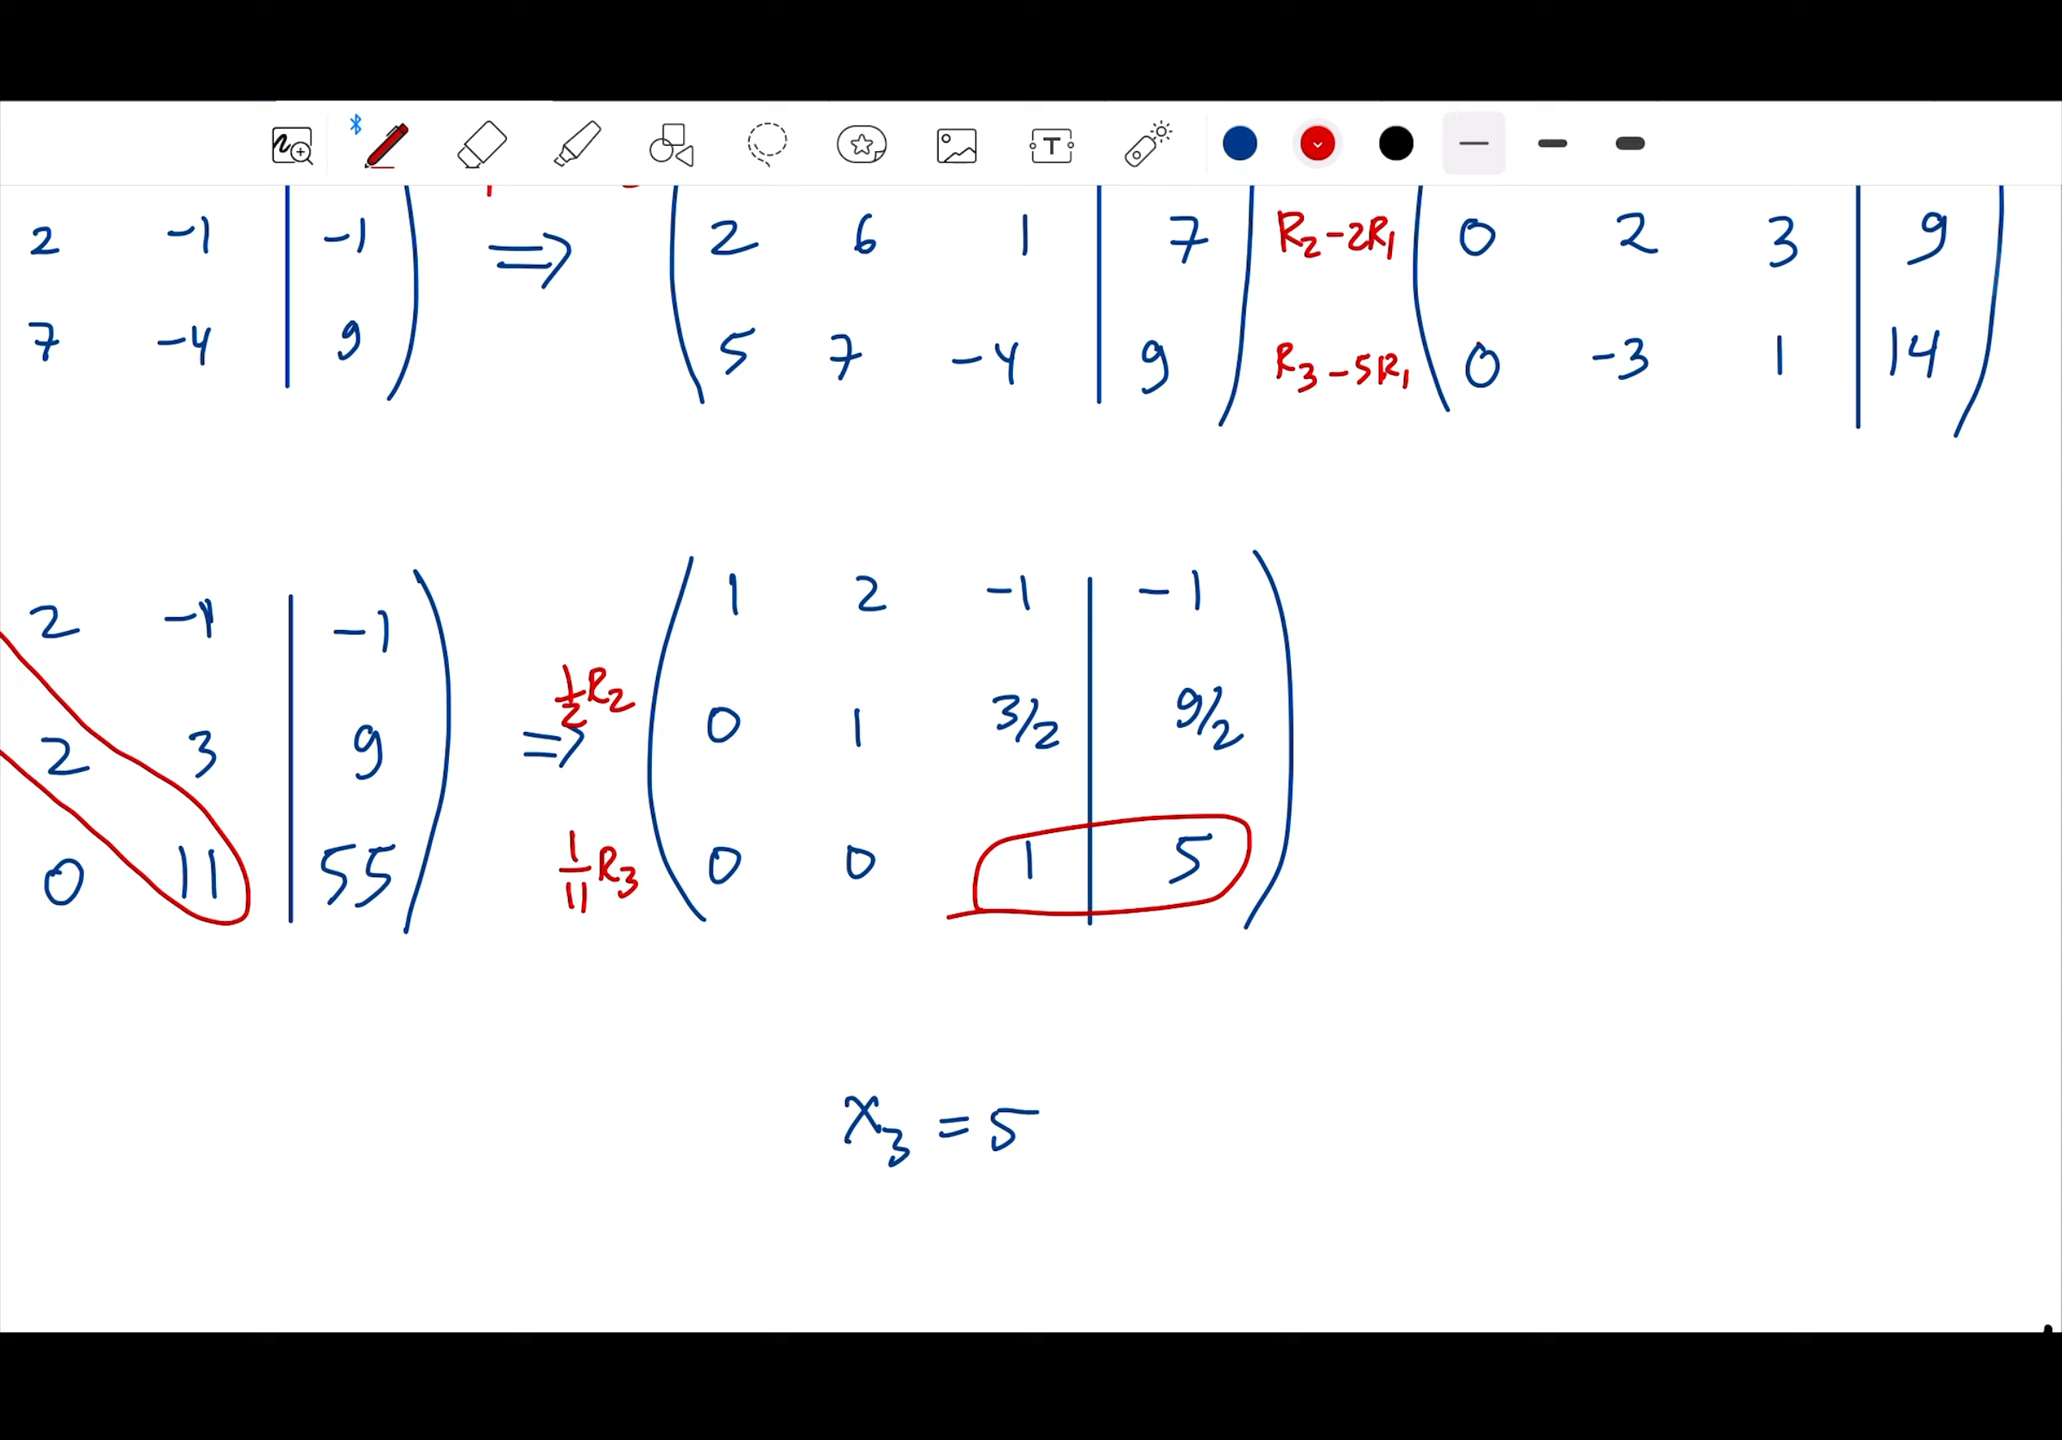 2 -1 | -1 ⟹ 2 6 1 | 7 R₂-2R₁ 0 2 3 | 9
7 -4 | 9 5 7 -4 | 9 R₃-5R₁ 0 -3 1 | 14
2 -1 | -1 1 2 -1 | -1
2 3 | 9 ½R₂ ⟹ 0 1 3/2 | 9/2
0 11 | 55 1/11 R₃ 0 0 1 | 5
x₃ = 5